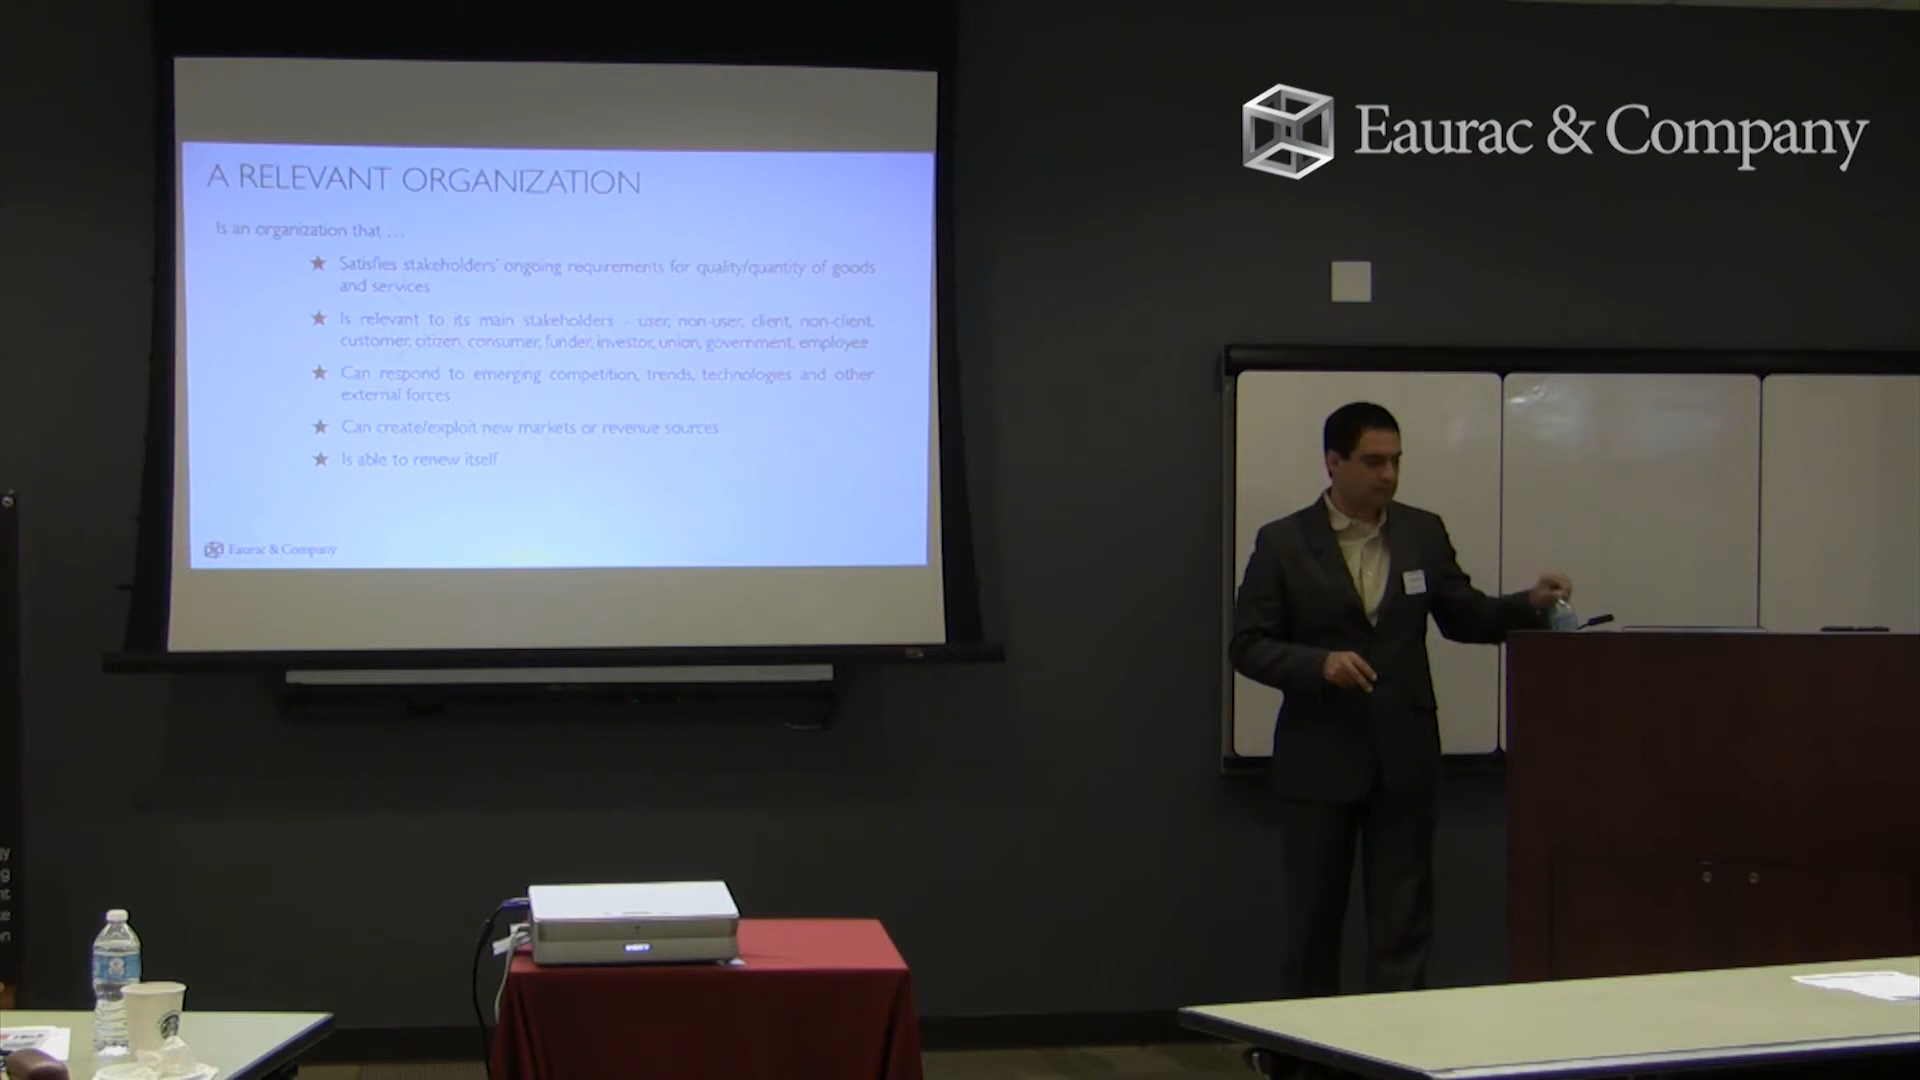 Eaurac & Company
A RELEVANT ORGANIZATION
Is an organization that ...
★ Satisfies stakeholders' ongoing requirements for quality/quantity of goods
and services
★ Is relevant to its main stakeholders - user, non-user, client, non-client,
customer, citizen, consumer, funder, investor, union, government, employee
★ Can respond to emerging competition, trends, technologies and other
external forces
★ Can create/exploit new markets or revenue sources
★ Is able to renew itself
Eaurac & Company
SONY